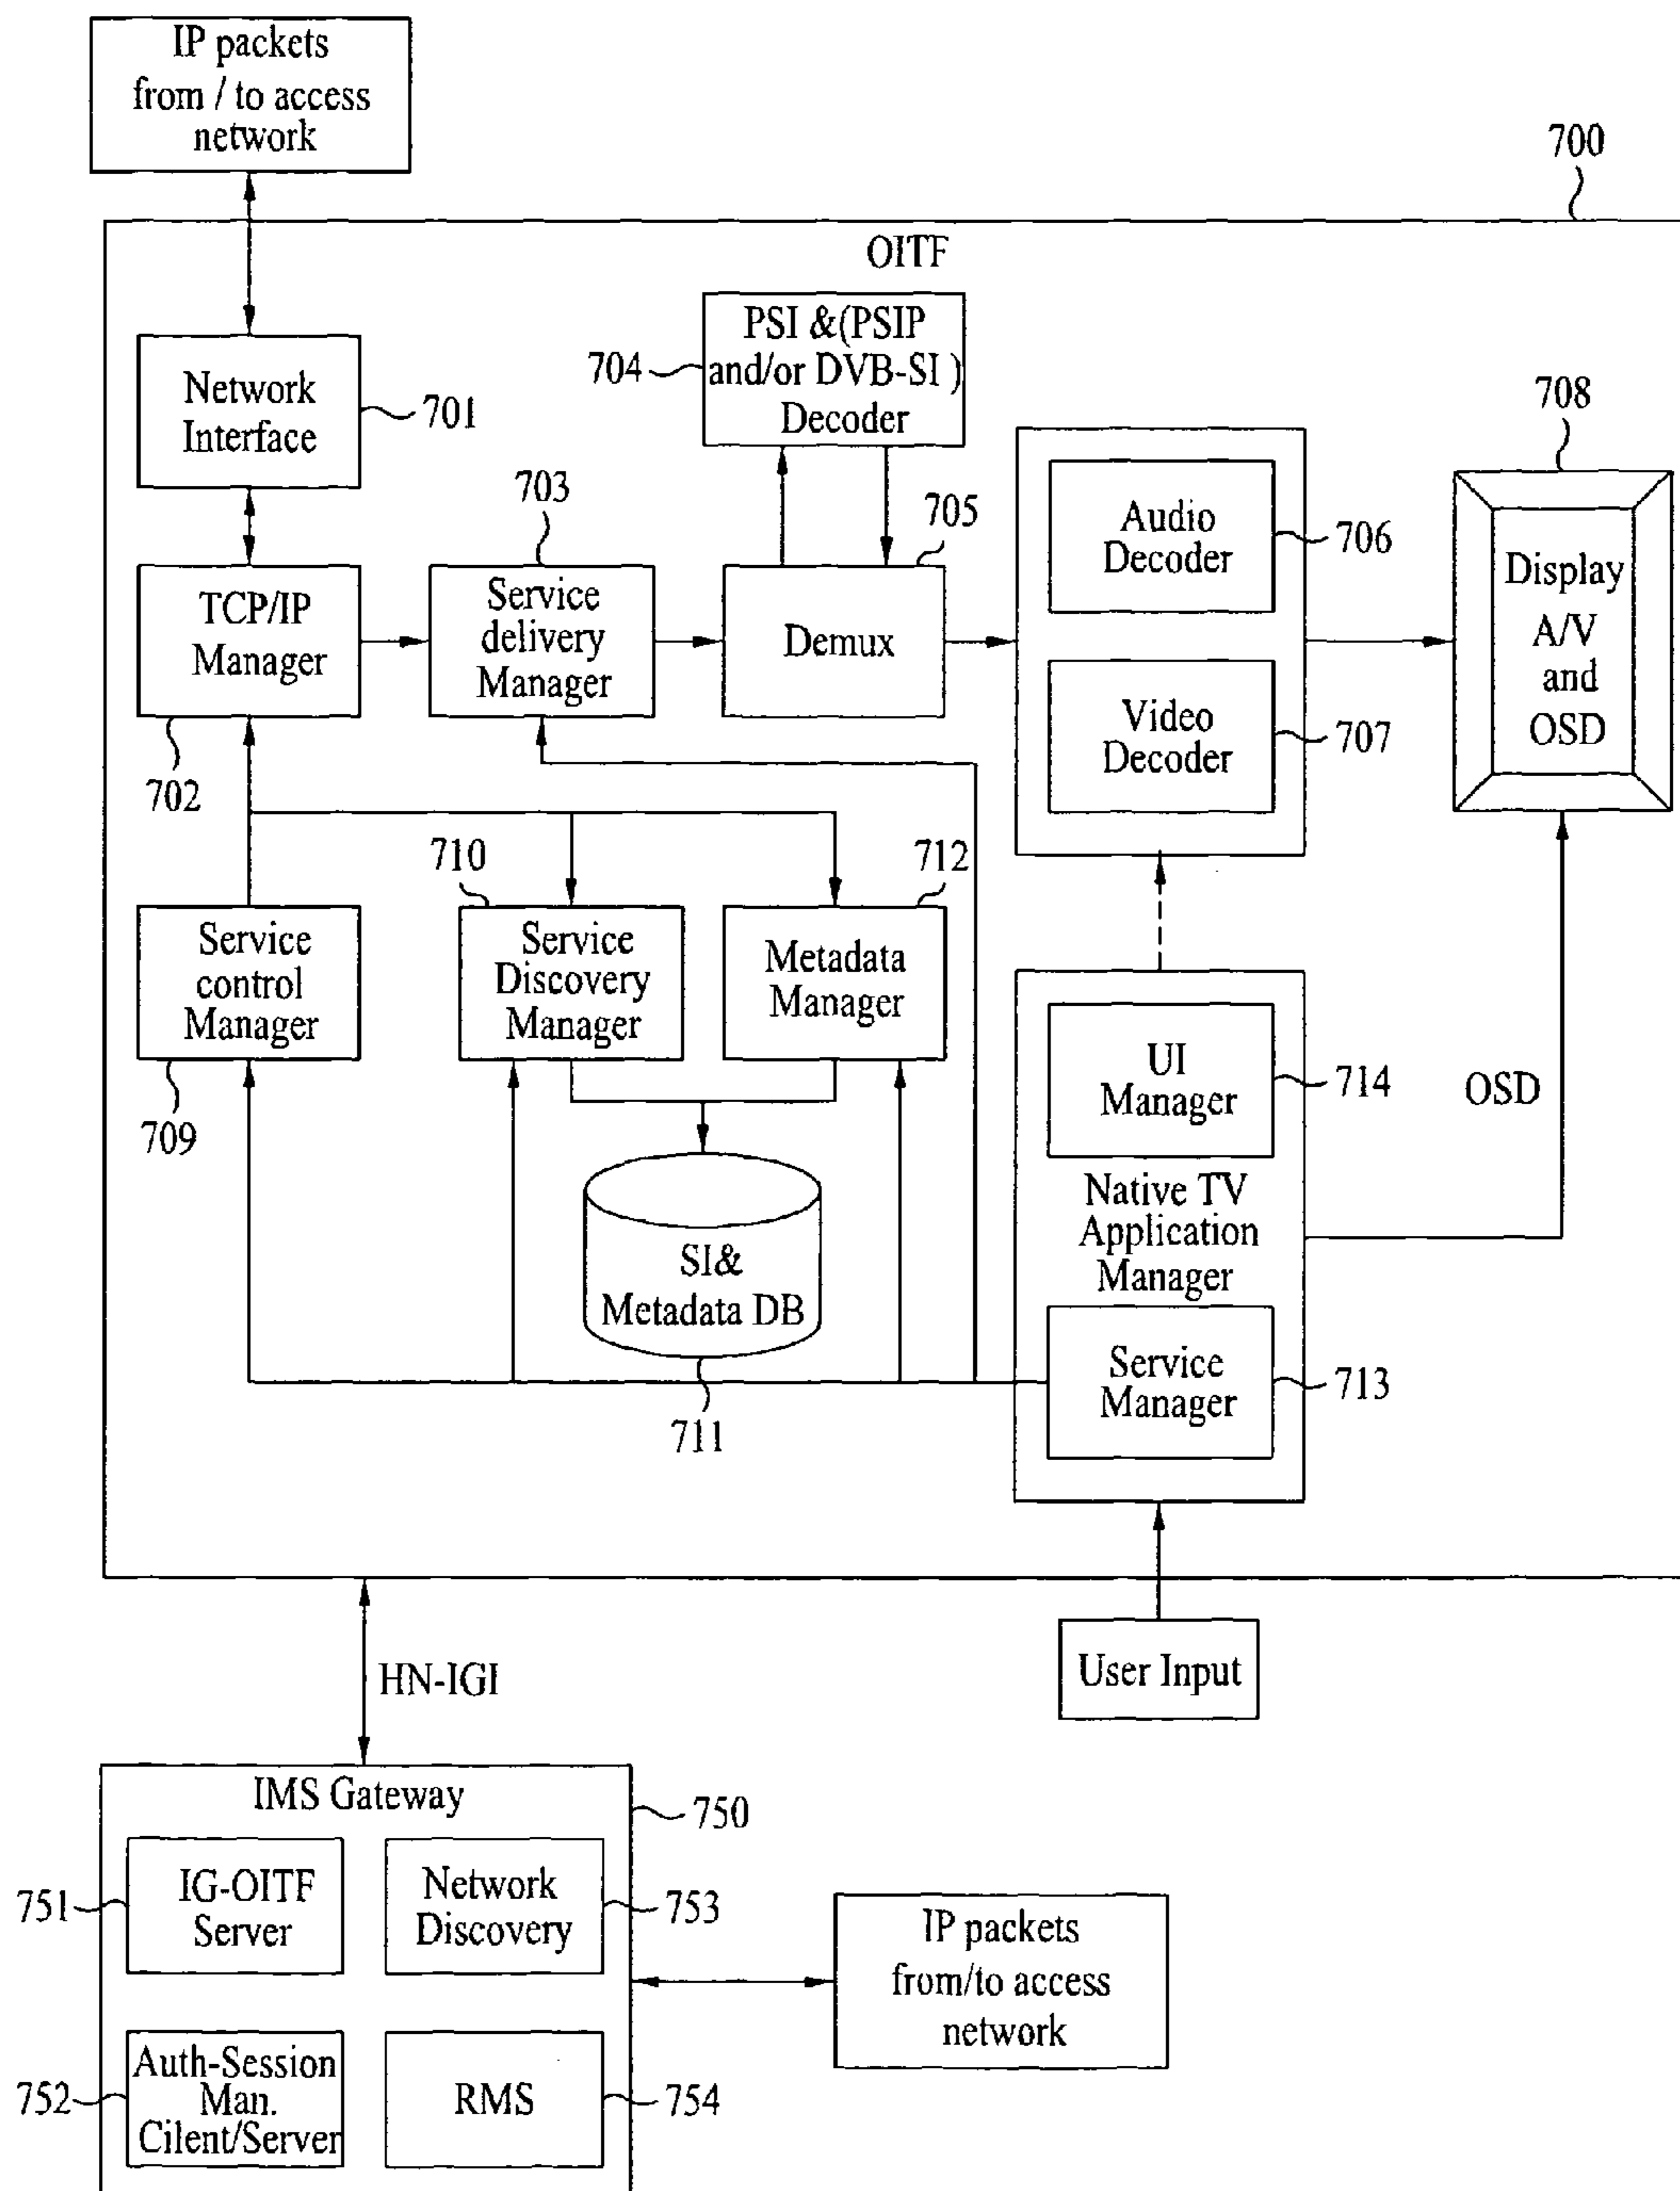 IP packets
from / to access
network
700
OITF
PSI &(PSIP
and/or DVB-SI )
Decoder
704
Network
Interface
701
708
703
705
Audio
Decoder
706
Display
A/V
and
OSD
TCP/IP
Manager
Service
delivery
Manager
Demux
Video
Decoder
707
702
710
712
Service
control
Manager
Service
Discovery
Manager
Metadata
Manager
709
UI
Manager
714
OSD
Native TV
Application
Manager
SI&
Metadata DB
Service
Manager
713
711
HN-IGI
User Input
IMS Gateway
750
751
IG-OITF
Server
Network
Discovery
753
IP packets
from/to access
network
752
Auth-Session
Man.
Cilent/Server
RMS
754